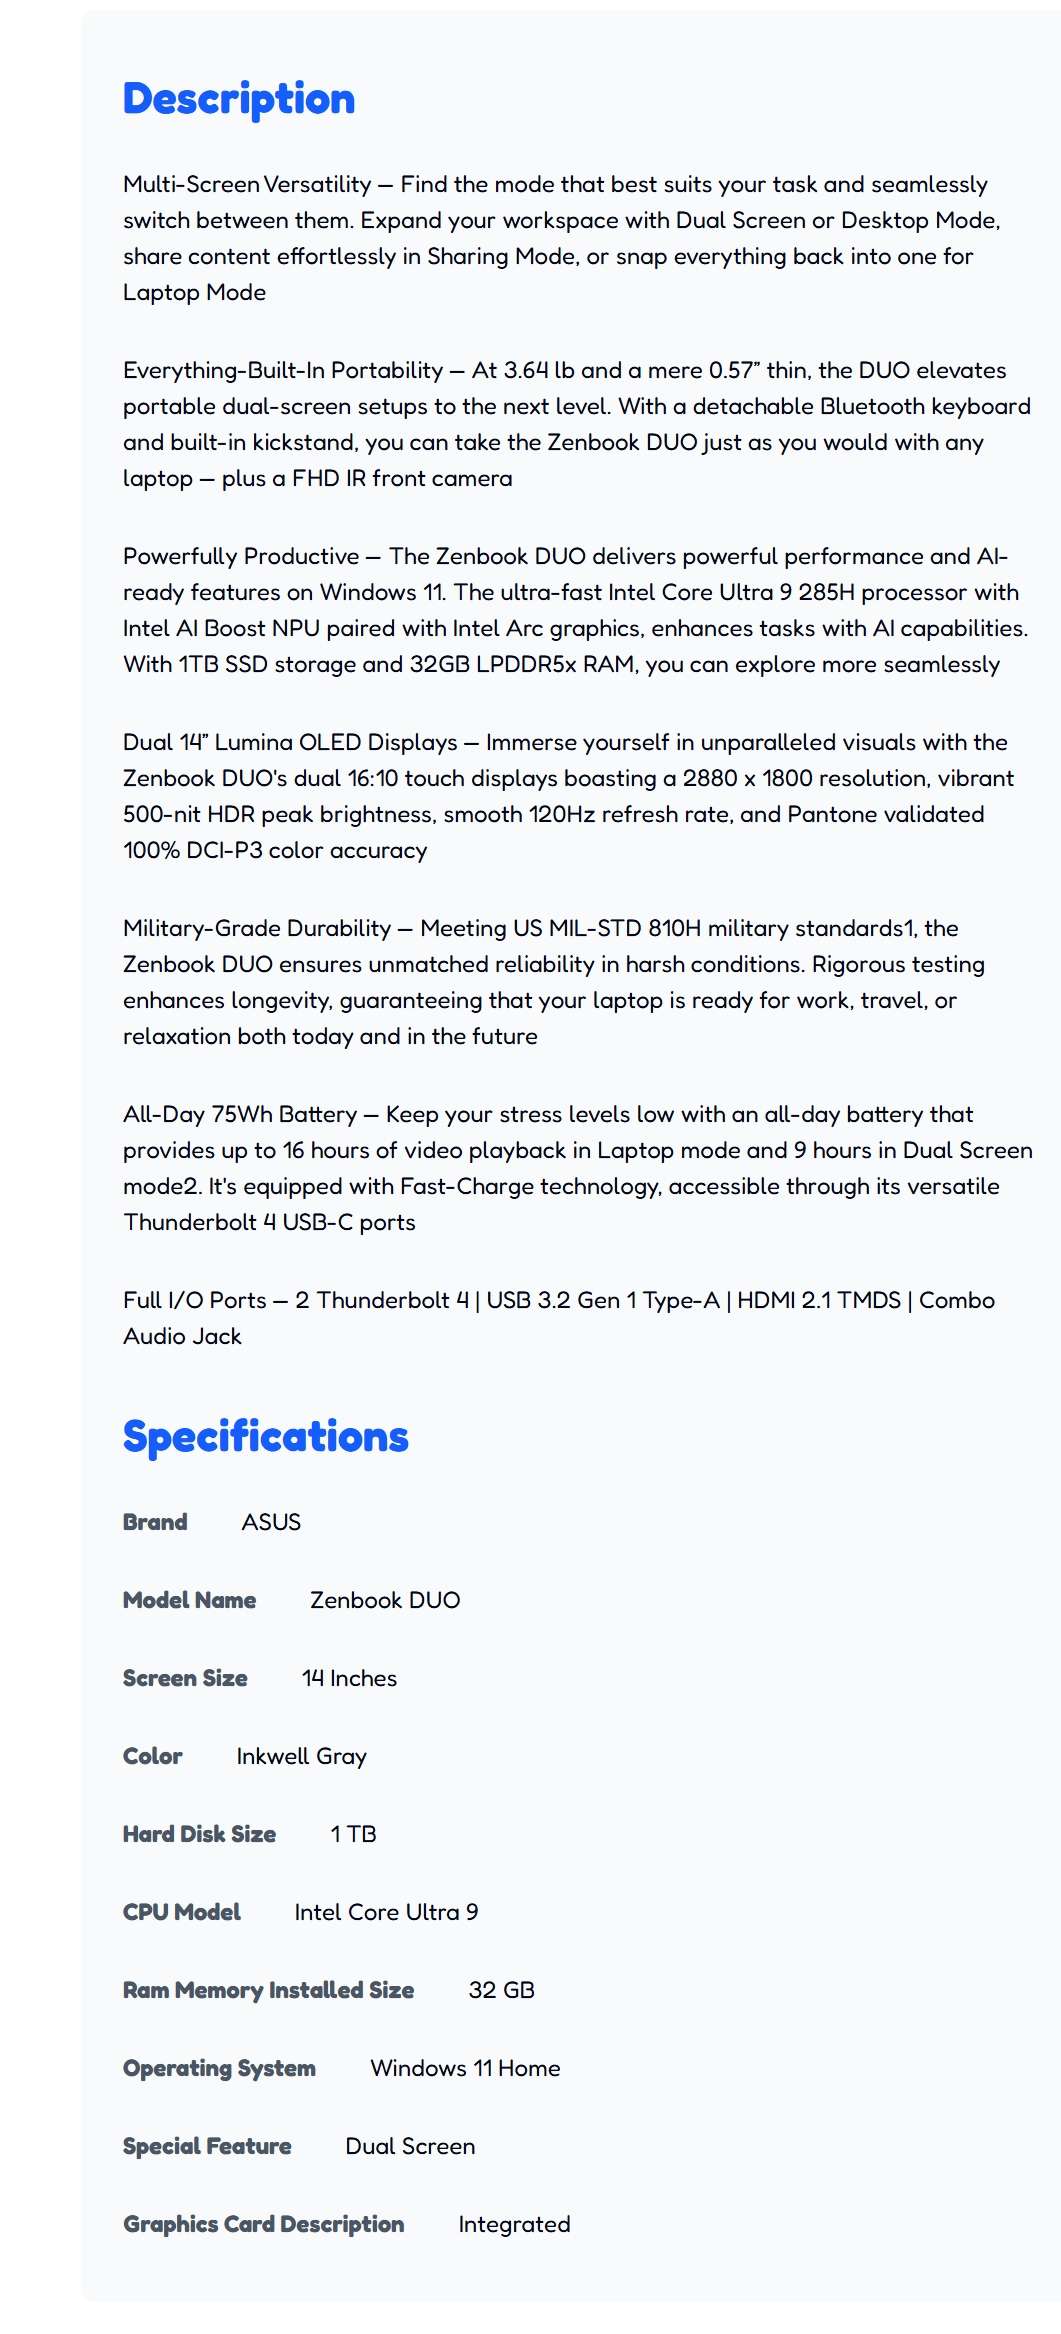 Description
Multi-Screen Versatility – Find the mode that best suits your task and seamlessly
switch between them. Expand your workspace with Dual Screen or Desktop Mode,
share content effortlessly in Sharing Mode, or snap everything back into one for
Laptop Mode
Everything-Built-In Portability – At 3.64 lb and a mere 0.57” thin, the DUO elevates
portable dual-screen setups to the next level. With a detachable Bluetooth keyboard
and built-in kickstand, you can take the Zenbook DUO just as you would with any
laptop – plus a FHD IR front camera
Powerfully Productive – The Zenbook DUO delivers powerful performance and AI-
ready features on Windows 11. The ultra-fast Intel Core Ultra 9 285H processor with
Intel AI Boost NPU paired with Intel Arc graphics, enhances tasks with AI capabilities.
With 1TB SSD storage and 32GB LPDDR5x RAM, you can explore more seamlessly
Dual 14” Lumina OLED Displays – Immerse yourself in unparalleled visuals with the
Zenbook DUO's dual 16:10 touch displays boasting a 2880 x 1800 resolution, vibrant
500-nit HDR peak brightness, smooth 120Hz refresh rate, and Pantone validated
100% DCI-P3 color accuracy
Military-Grade Durability – Meeting US MIL-STD 810H military standards1, the
Zenbook DUO ensures unmatched reliability in harsh conditions. Rigorous testing
enhances longevity, guaranteeing that your laptop is ready for work, travel, or
relaxation both today and in the future
All-Day 75Wh Battery – Keep your stress levels low with an all-day battery that
provides up to 16 hours of video playback in Laptop mode and 9 hours in Dual Screen
mode2. It's equipped with Fast-Charge technology, accessible through its versatile
Thunderbolt 4 USB-C ports
Full I/O Ports – 2 Thunderbolt 4 | USB 3.2 Gen 1 Type-A | HDMI 2.1 TMDS | Combo
Audio Jack
Specifications
Brand ASUS
Model Name Zenbook DUO
Screen Size 14 Inches
Color Inkwell Gray
Hard Disk Size 1 TB
CPU Model Intel Core Ultra 9
Ram Memory Installed Size 32 GB
Operating System Windows 11 Home
Special Feature Dual Screen
Graphics Card Description Integrated